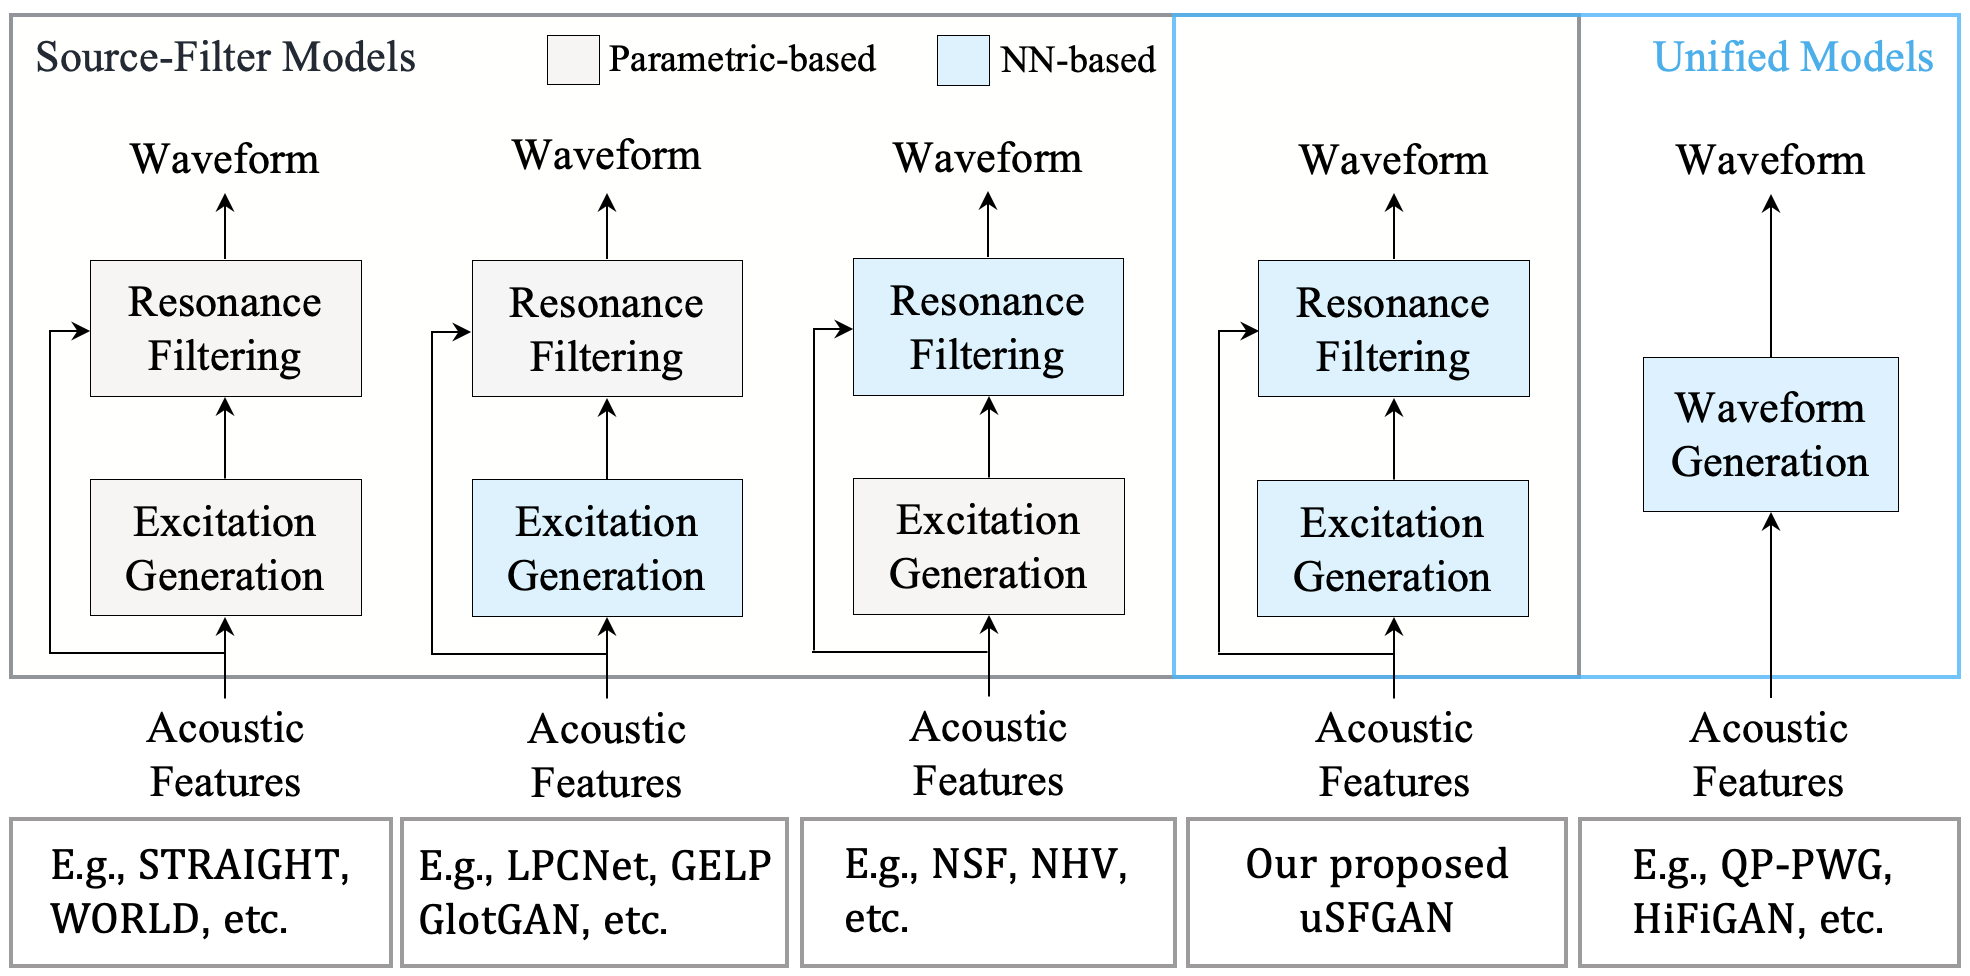 Source-Filter Models
Parametric-based
NN-based
Unified Models
Waveform
Resonance
Filtering
Excitation
Generation
Acoustic
Features
E.g., STRAIGHT,
WORLD, etc.
Waveform
Resonance
Filtering
Excitation
Generation
Acoustic
Features
E.g., LPCNet, GELP
GlotGAN, etc.
Waveform
Resonance
Filtering
Excitation
Generation
Acoustic
Features
E.g., NSF, NHV,
etc.
Waveform
Resonance
Filtering
Excitation
Generation
Acoustic
Features
Our proposed
uSFGAN
Waveform
Waveform
Generation
Acoustic
Features
E.g., QP-PWG,
HiFiGAN, etc.